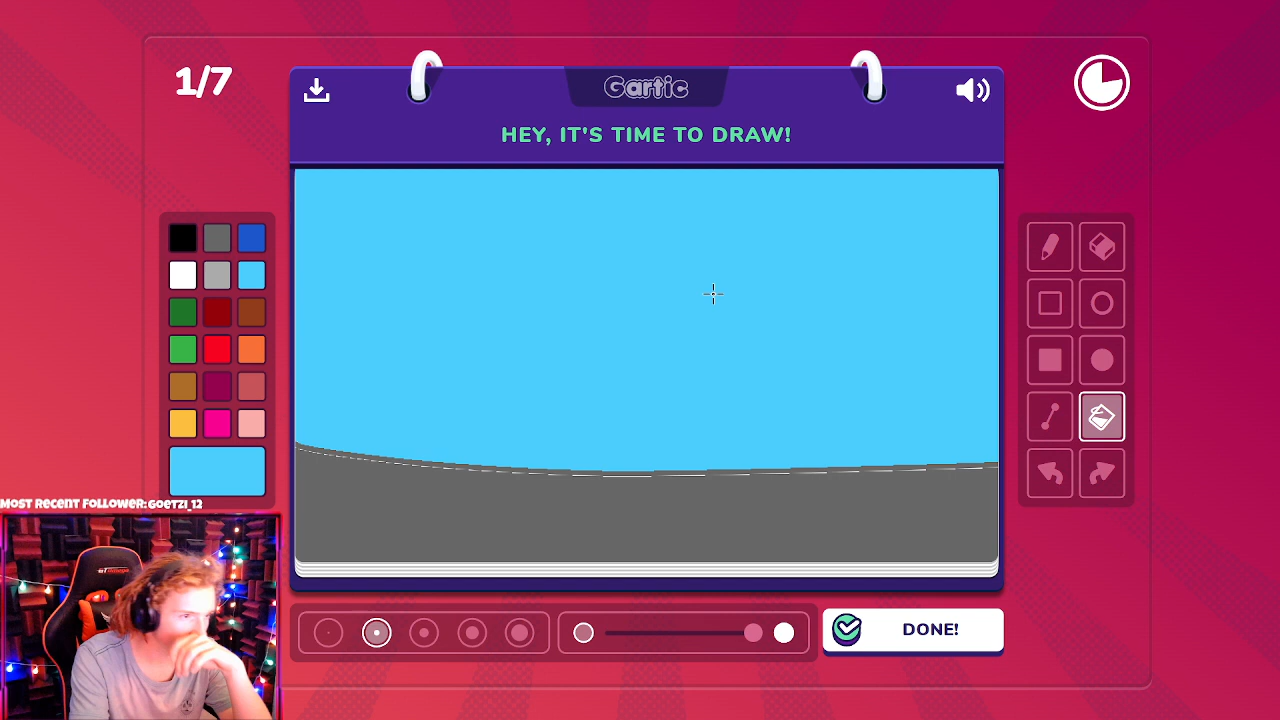 1/7
Gartic
HEY, IT'S TIME TO DRAW!
MOST RECENT FOLLOWER: GOETZI_12
DONE!